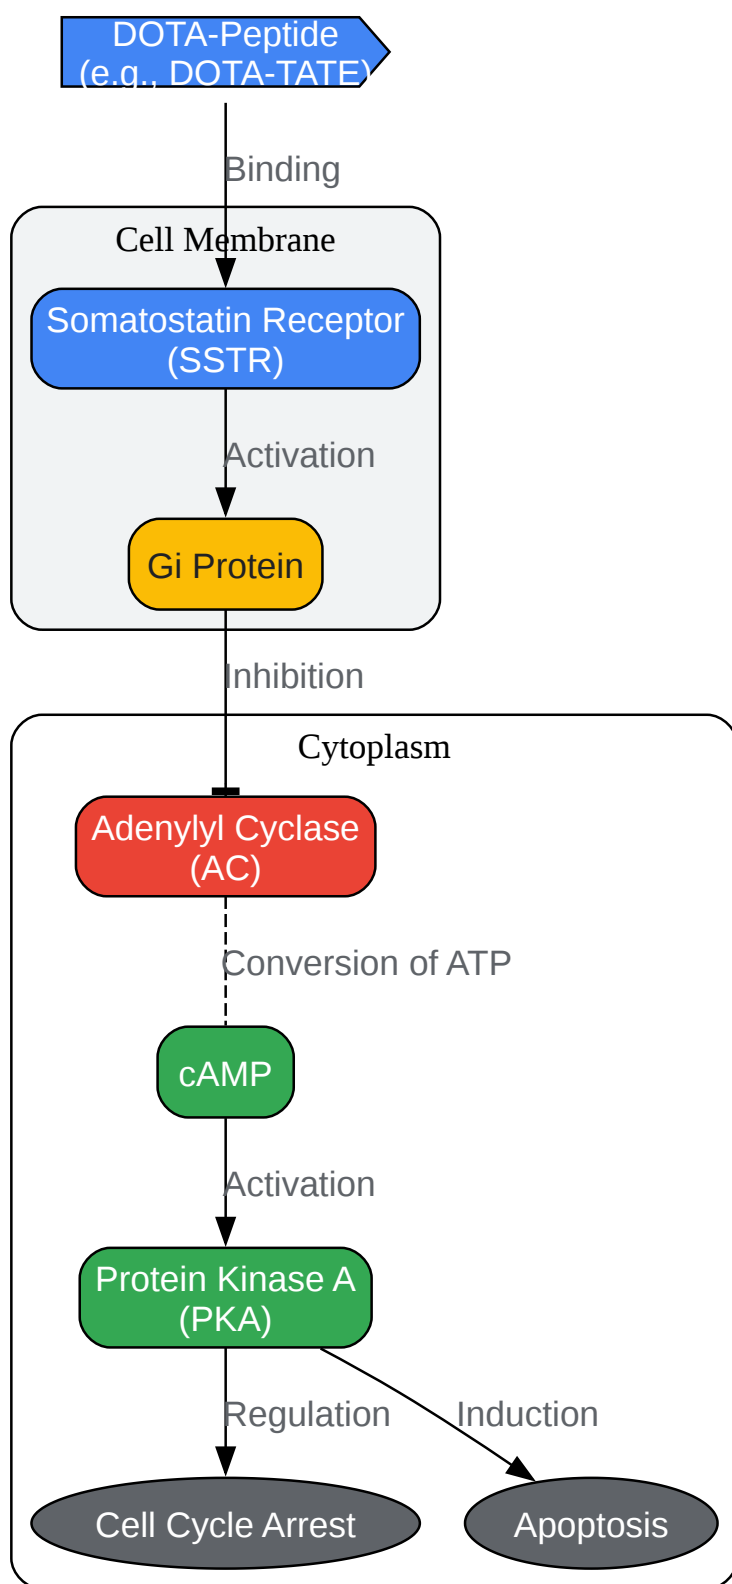 DOTA-Peptide
(e.g., DOTA-TATE)
Binding
Cell Membrane
Somatostatin Receptor
(SSTR)
Activation
Gi Protein
Inhibition
Cytoplasm
Adenylyl Cyclase
(AC)
Conversion of ATP
cAMP
Activation
Protein Kinase A
(PKA)
Regulation
Induction
Cell Cycle Arrest
Apoptosis